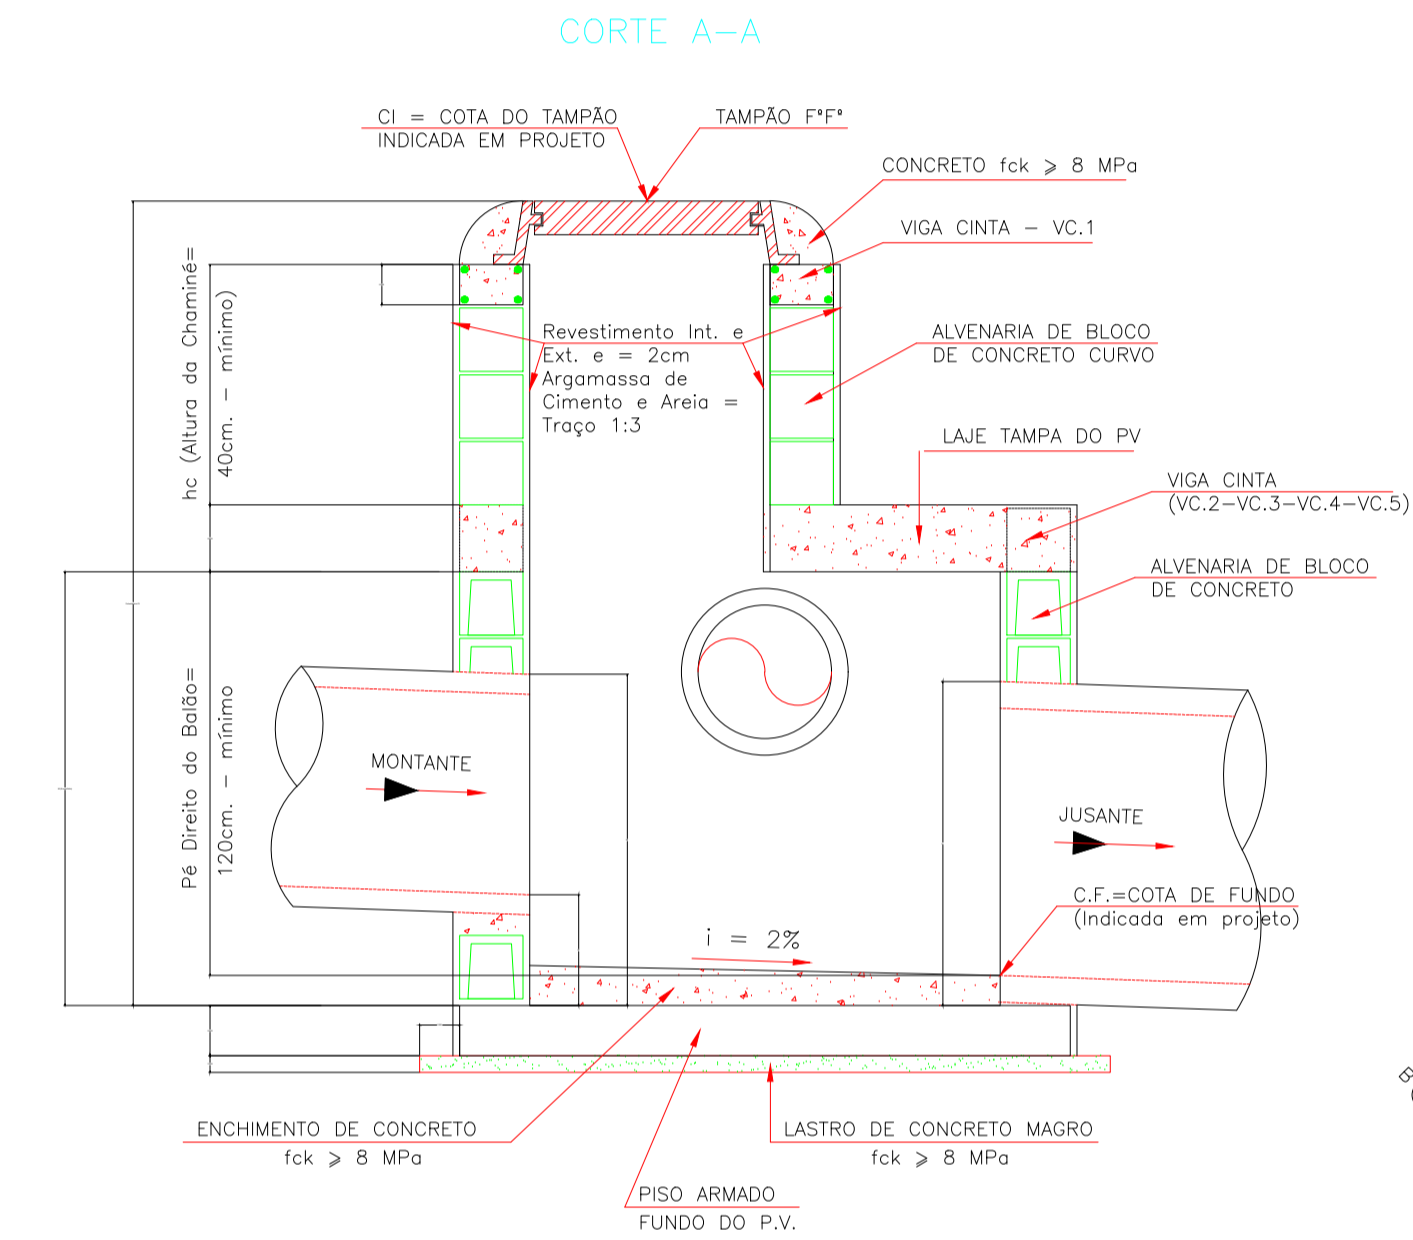 CORTE A-A
CI = COTA DO TAMPÃO
INDICADA EM PROJETO
TAMPÃO FºFº
CONCRETO fck ⩾ 8 MPa
VIGA CINTA - VC.1
hc (Altura da Chaminé=
40cm. - mínimo)
Revestimento Int. e
Ext. e = 2cm
Argamassa de
Cimento e Areia =
Traço 1:3
ALVENARIA DE BLOCO
DE CONCRETO CURVO
LAJE TAMPA DO PV
VIGA CINTA
(VC.2-VC.3-VC.4-VC.5)
ALVENARIA DE BLOCO
DE CONCRETO
Pé Direito do Balão=
120cm. - mínimo
MONTANTE
JUSANTE
C.F.=COTA DE FUNDO
(Indicada em projeto)
i = 2%
ENCHIMENTO DE CONCRETO
fck ⩾ 8 MPa
LASTRO DE CONCRETO MAGRO
fck ⩾ 8 MPa
PISO ARMADO
FUNDO DO P.V.